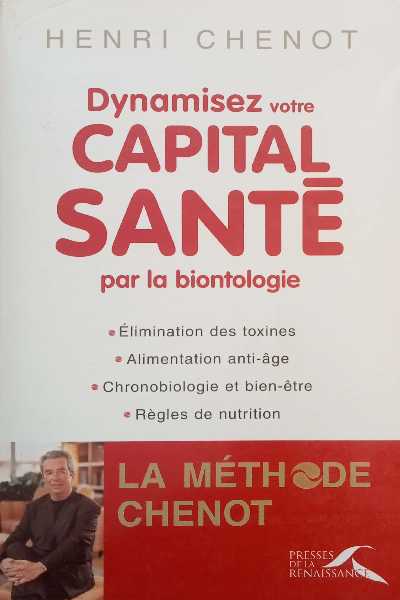 HENRI CHENOT
Dynamisez votre
CAPITAL
SANTÉ
par la biontologie
Élimination des toxines
Alimentation anti-âge
Chronobiologie et bien-être
Règles de nutrition
LA MÉTHODE
CHENOT
PRESSES
DE LA
RENAISSANCE